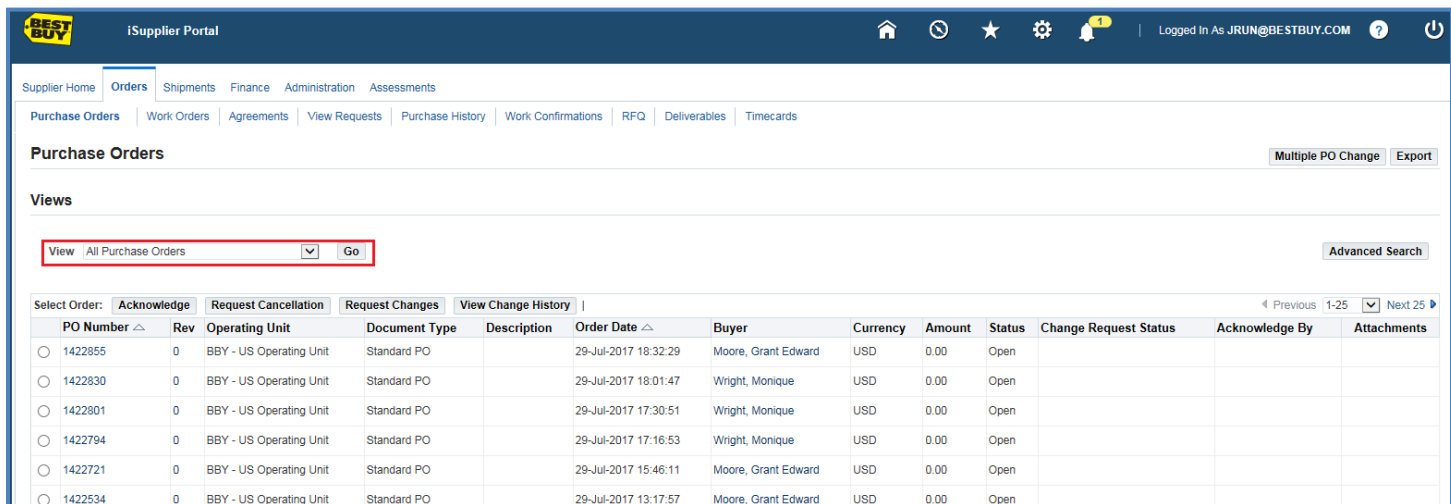 BEST
BUY
iSupplier Portal
1
Logged In As JRUN@BESTBUY.COM
?
Supplier Home Orders Shipments Finance Administration Assessments
Purchase Orders Work Orders Agreements View Requests Purchase History Work Confirmations RFQ Deliverables Timecards
Purchase Orders
Multiple PO Change Export
Views
View All Purchase Orders Go
Advanced Search
Select Order: Acknowledge Request Cancellation Request Changes View Change History | Previous 1-25 Next 25
PO Number Rev Operating Unit Document Type Description Order Date Buyer Currency Amount Status Change Request Status Acknowledge By Attachments
1422855 0 BBY - US Operating Unit Standard PO 29-Jul-2017 18:32:29 Moore, Grant Edward USD 0.00 Open
1422830 0 BBY - US Operating Unit Standard PO 29-Jul-2017 18:01:47 Wright, Monique USD 0.00 Open
1422801 0 BBY - US Operating Unit Standard PO 29-Jul-2017 17:30:51 Wright, Monique USD 0.00 Open
1422794 0 BBY - US Operating Unit Standard PO 29-Jul-2017 17:16:53 Wright, Monique USD 0.00 Open
1422721 0 BBY - US Operating Unit Standard PO 29-Jul-2017 15:46:11 Moore, Grant Edward USD 0.00 Open
1422534 0 BBY - US Operating Unit Standard PO 29-Jul-2017 13:17:57 Moore, Grant Edward USD 0.00 Open